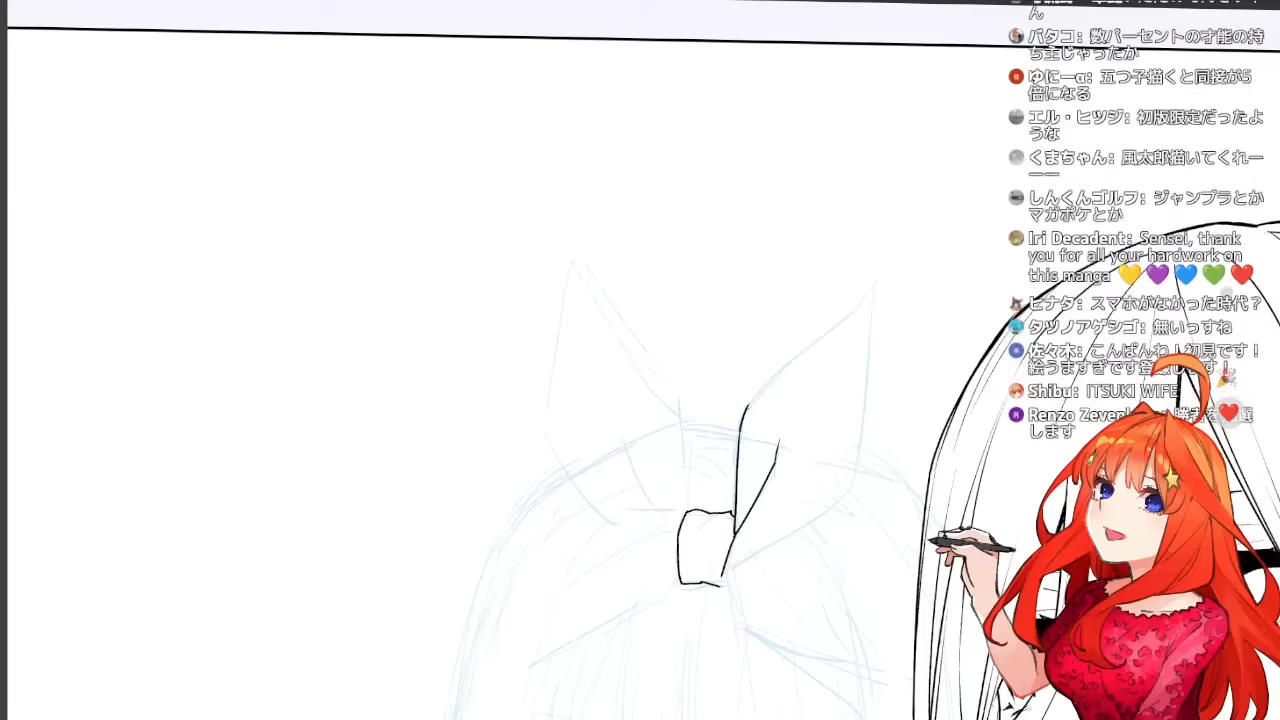 ん
パタコ: 数パーセントの才能の持
ち主じゃったか
ゆにーα: 五つ子描くと同接が5
倍になる
エル・ヒツジ: 初版限定だったよ
うな
くまちゃん: 風太郎描いてくれー
ーー
しんくんゴルフ: ジャンプラとか
マガポケとか
Iri Decadent: Sensei, thank
you for all your hardwork on
this manga 💛💜💙💚❤️
ヒナタ: スマホがなかった時代？
タツノアゲシゴ: 無いっすね
佐々木: こんばんわ！初見です！
絵うますぎです登録します！
Shibu: ITSUKI WIFE
Renzo
します